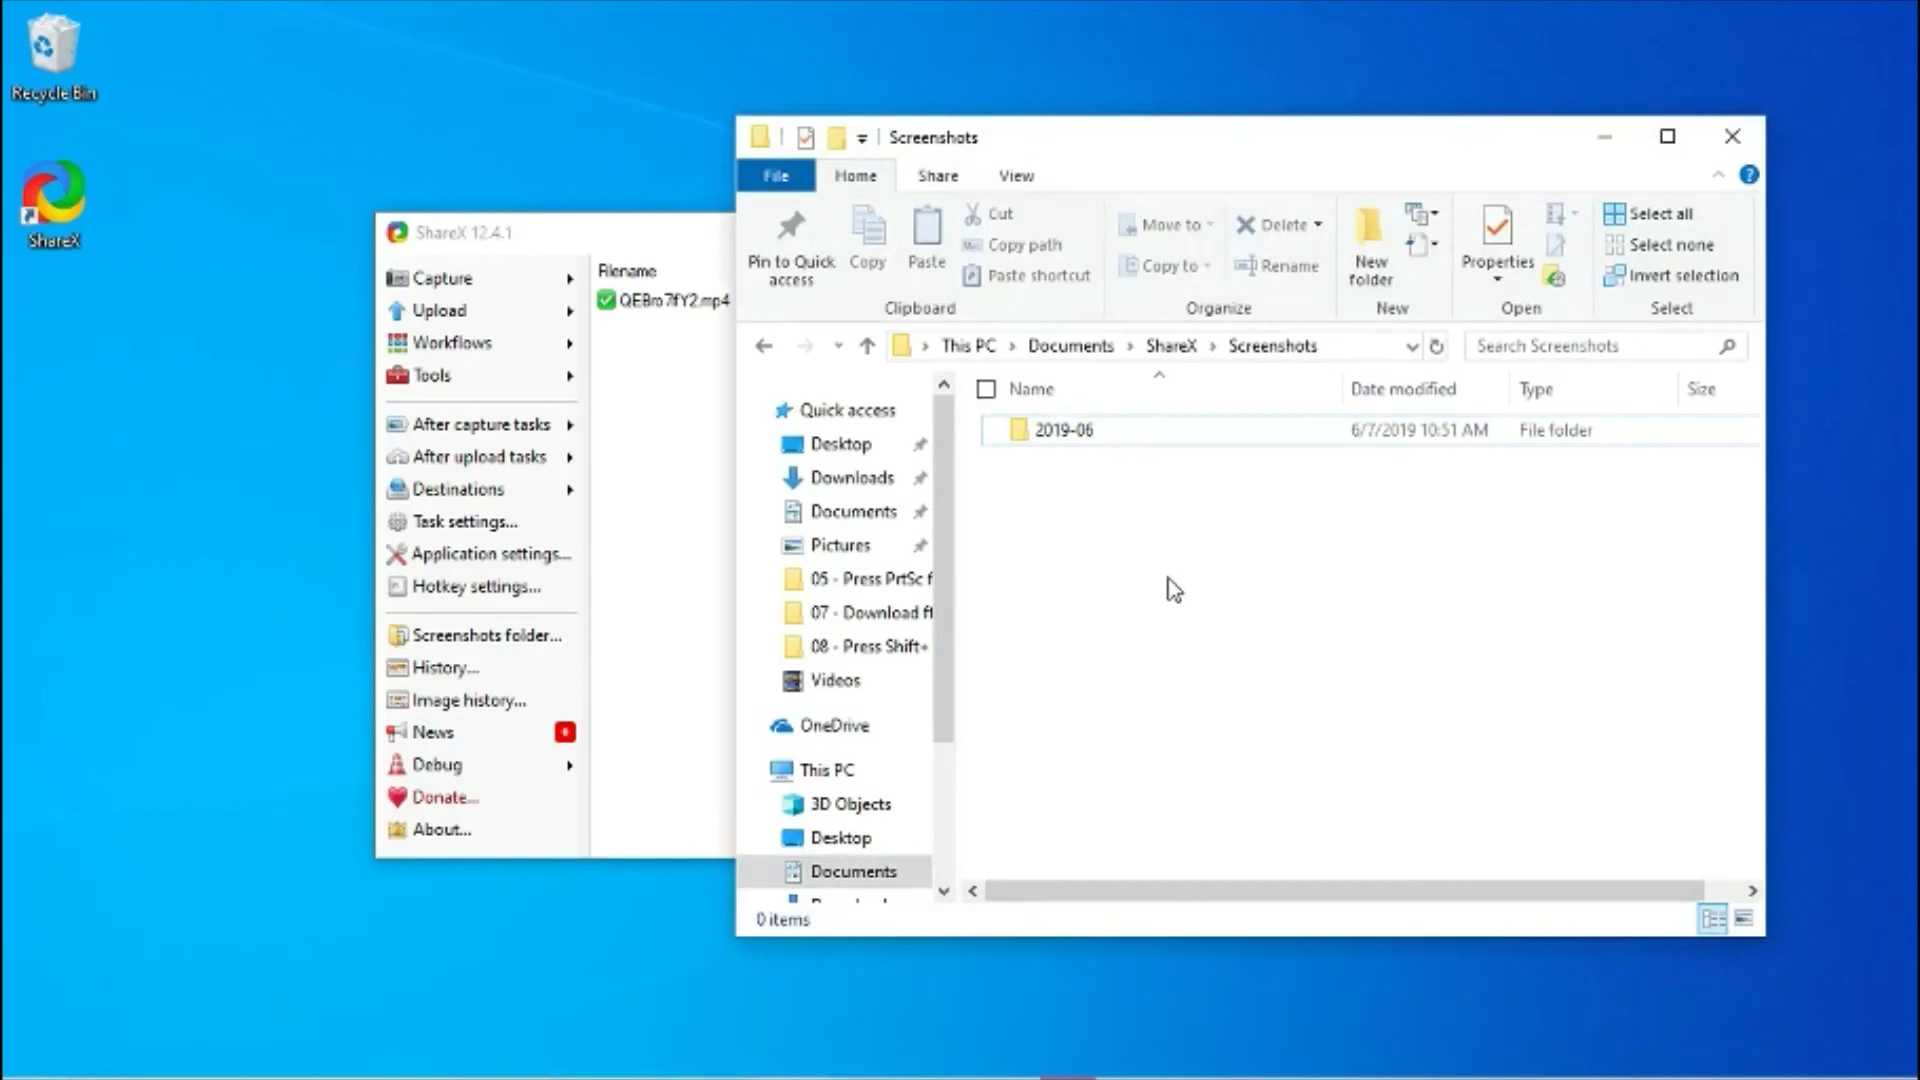 Recycle Bin
ShareX
ShareX 12.4.1
Capture
Upload
Workflows
Tools
After capture tasks
After upload tasks
Destinations
Task settings...
Application settings...
Hotkey settings...
Screenshots folder...
History...
Image history...
News
Debug
Donate...
About...
Filename
QEBro7fY2.mp4
Screenshots
File Home Share View
Pin to Quick access
Copy
Paste
Cut
Copy path
Paste shortcut
Clipboard
Move to
Copy to
Delete
Rename
Organize
New folder
New
Properties
Open
Select all
Select none
Invert selection
Select
This PC > Documents > ShareX > Screenshots
Search Screenshots
Name Date modified Type Size
2019-06 6/7/2019 10:51 AM File folder
Quick access
Desktop
Downloads
Documents
Pictures
05 - Press PrtSc f
07 - Download ff
08 - Press Shift+
Videos
OneDrive
This PC
3D Objects
Desktop
Documents
0 items